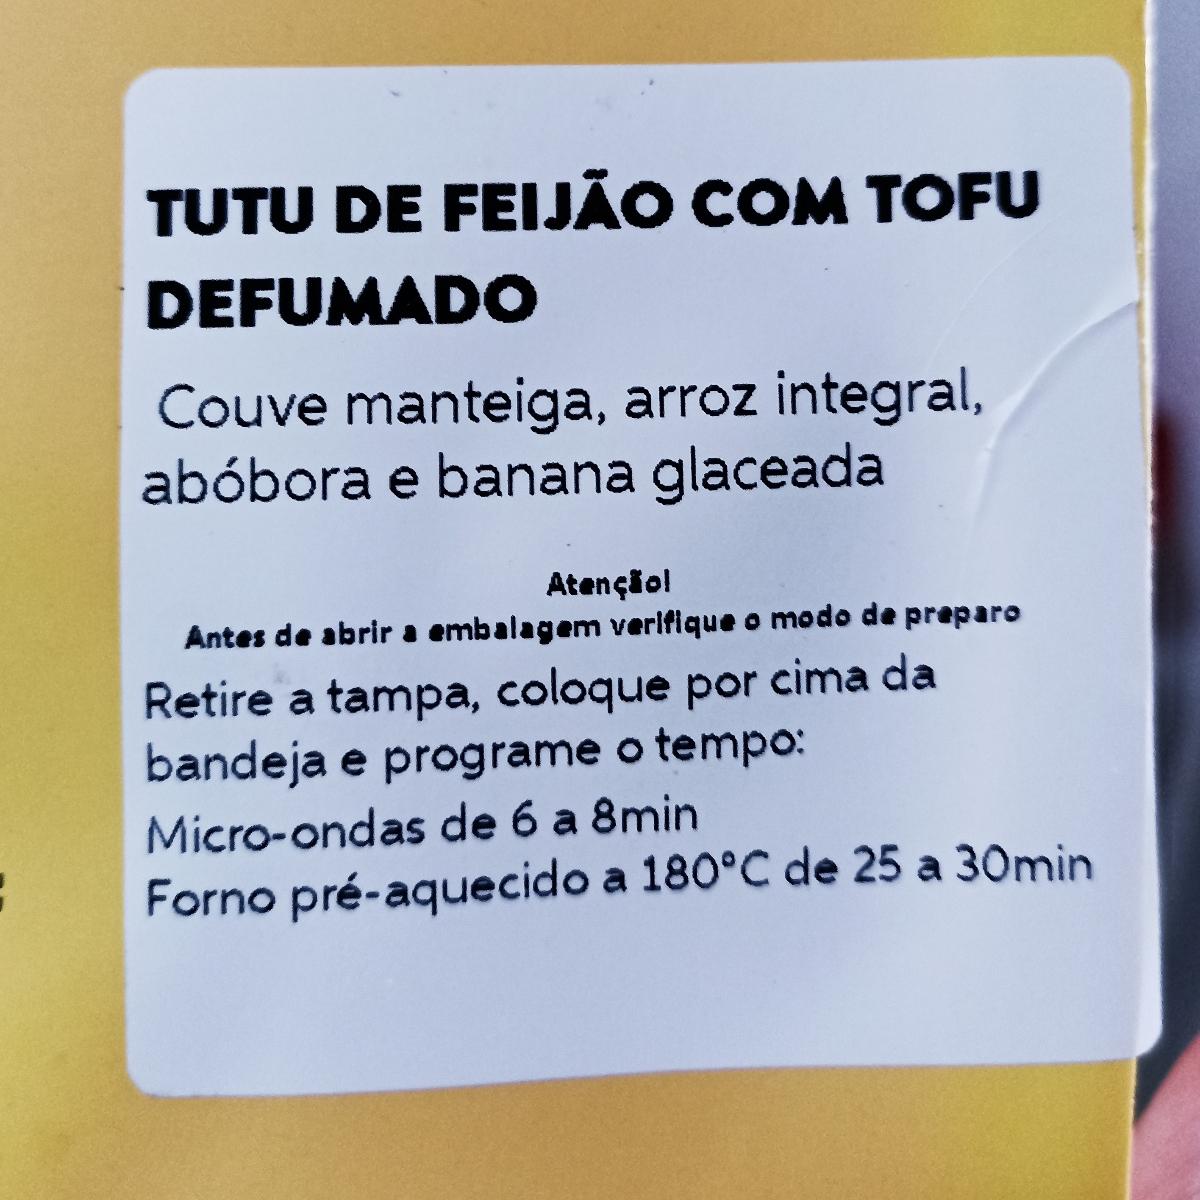 TUTU DE FEIJÃO COM TOFU
DEFUMADO
Couve manteiga, arroz integral,
abóbora e banana glaceada
Atenção!
Antes de abrir a embalagem verifique o modo de preparo
Retire a tampa, coloque por cima da
bandeja e programe o tempo:
Micro-ondas de 6 a 8min
Forno pré-aquecido a 180°C de 25 a 30min